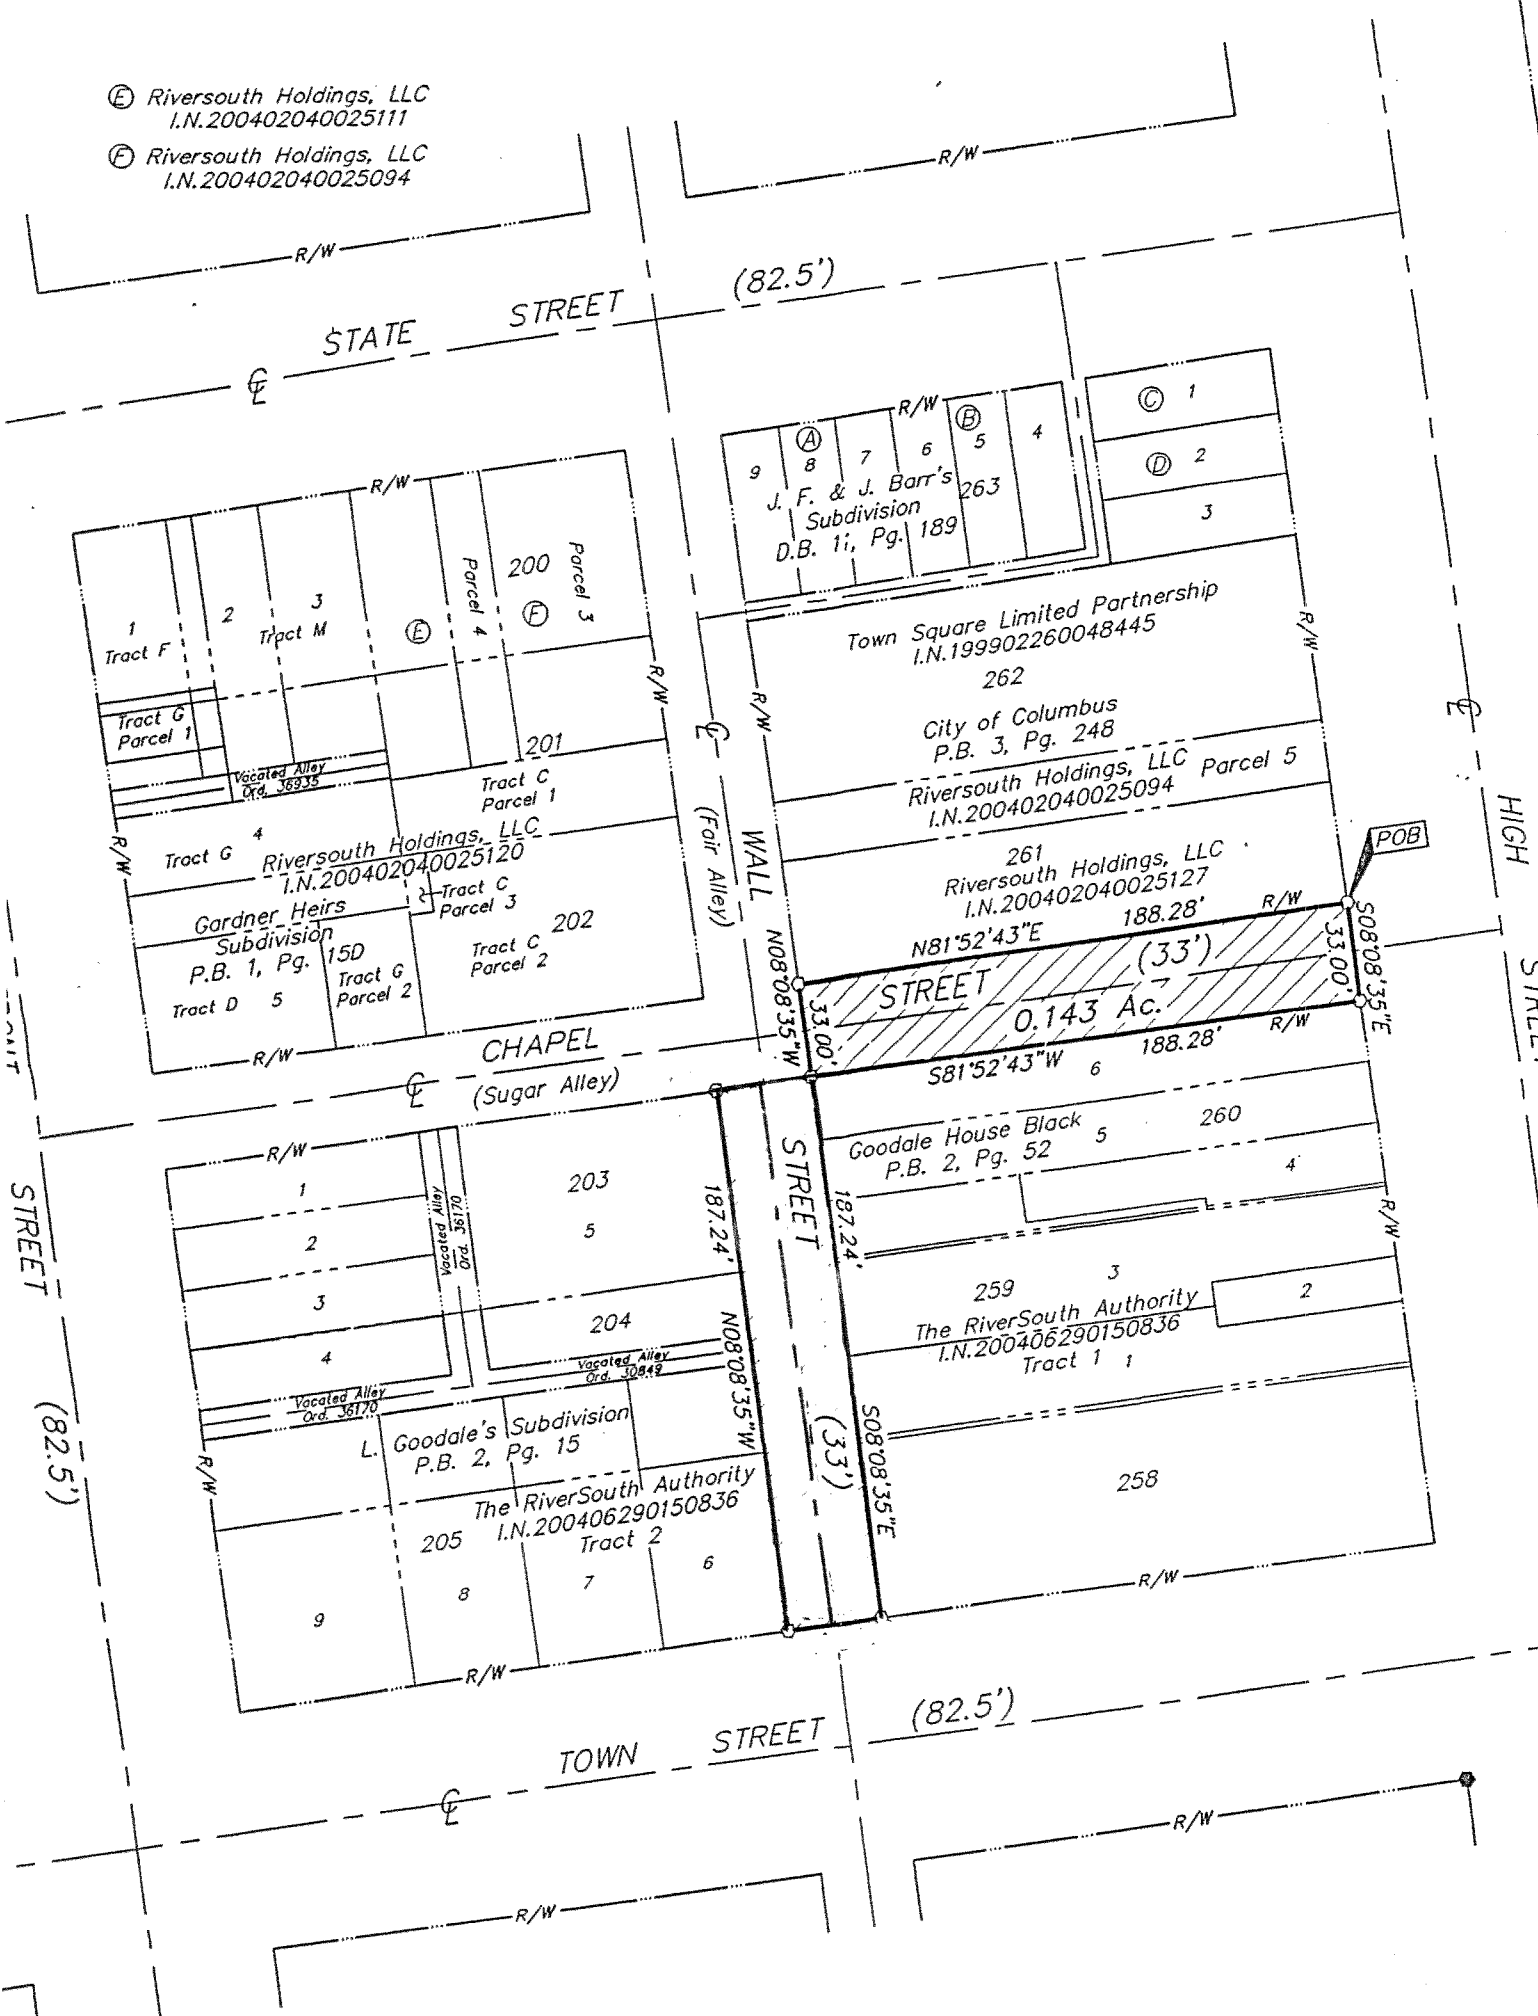 Ⓔ Riversouth Holdings, LLC
I.N.200402040025111
Ⓕ Riversouth Holdings, LLC
I.N.200402040025094
R/W
R/W
STATE STREET (82.5')
℄
R/W
1
Tract F
2
3
Tract M
Ⓔ
Parcel 4
200
Ⓕ
Parcel 3
R/W
Tract G
Parcel 1
Vacated Alley
Ord. 36935
201
Tract C
Parcel 1
R/W
4
Tract G
Riversouth Holdings, LLC
I.N.200402040025120
Tract C
Parcel 3
Gardner Heirs
Subdivision
P.B. 1, Pg. 15D
Tract D 5
Tract G
Parcel 2
Tract C
Parcel 2
202
R/W
R/W
9
Ⓐ
8
7
6
Ⓑ
5
4
J. F. & J. Barr's
Subdivision
D.B. 1i, Pg. 189
263
Ⓒ 1
Ⓓ 2
3
Town Square Limited Partnership
I.N.199902260048445
262
City of Columbus
P.B. 3, Pg. 248
Riversouth Holdings, LLC
I.N.200402040025094
Parcel 5
261
Riversouth Holdings, LLC
I.N.200402040025127
R/W
R/W
℄
℄
(Fair Alley)
WALL STREET (33')
HIGH
POB
N81°52'43"E 188.28' R/W
N08°08'35"W
33.00'
STREET (33')
0.143 Ac.
S08°08'35"E
33.00'
S81°52'43"W 188.28' R/W
CHAPEL
℄
(Sugar Alley)
STREET
(82.5')
R/W
1
2
3
4
Vacated Alley
Ord. 36170
203
5
204
Vacated Alley
Ord. 30849
Vacated Alley
Ord. 36170
R/W
L. Goodale's Subdivision
P.B. 2, Pg. 15
The RiverSouth Authority
I.N.200406290150836
Tract 2
205
9
8
7
6
R/W
187.24'
N08°08'35"W
187.24'
S08°08'35"E
6
Goodale House Black
P.B. 2, Pg. 52
5
260
4
R/W
259
3
The RiverSouth Authority
I.N.200406290150836
Tract 1 1
2
258
R/W
TOWN STREET (82.5')
℄
R/W
R/W